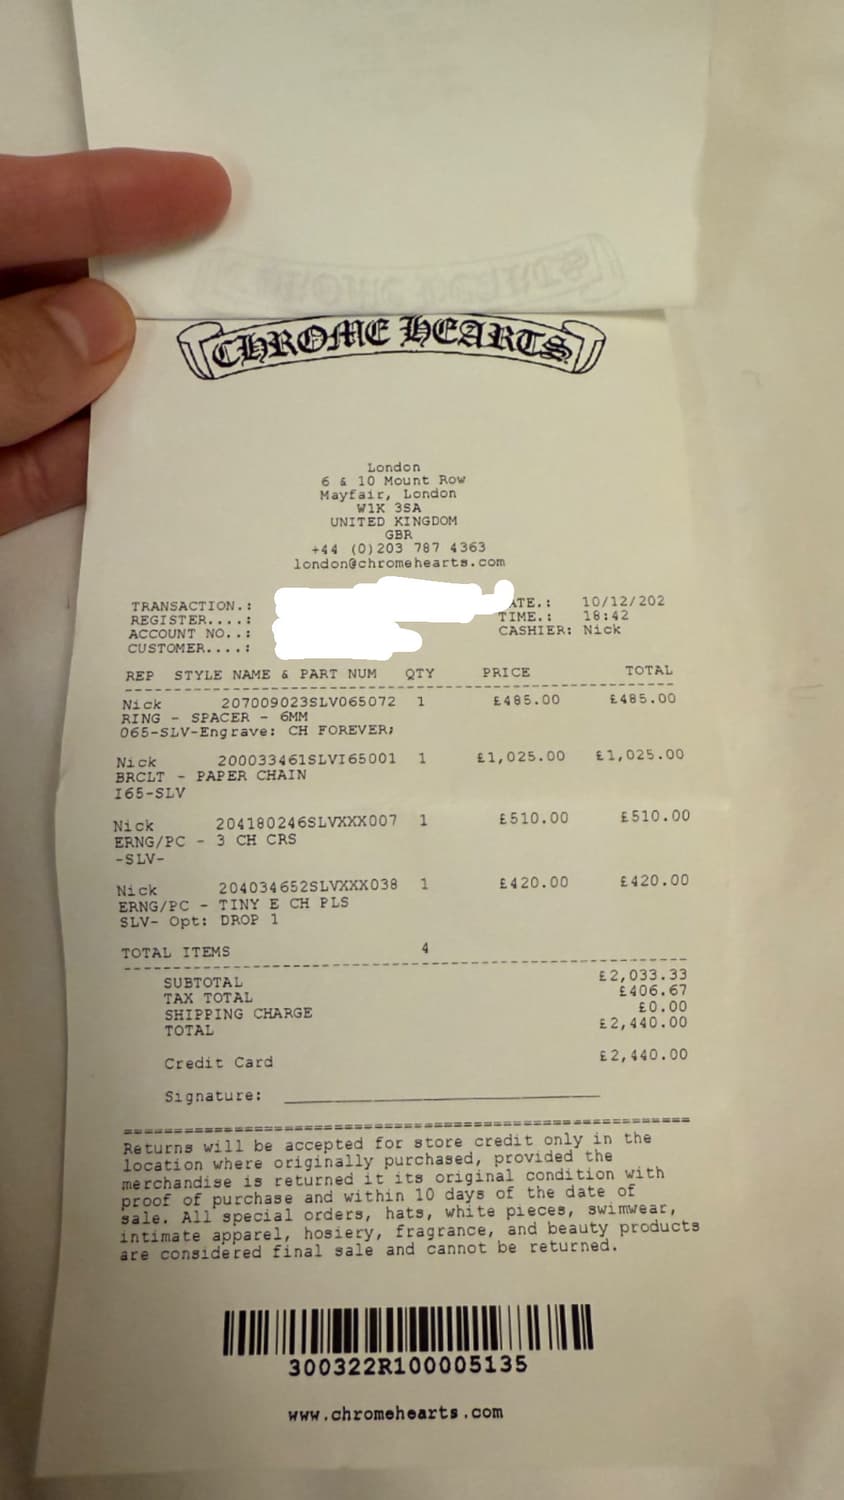 CHROME HEARTS
London
6 & 10 Mount Row
Mayfair, London
W1K 3SA
UNITED KINGDOM
GBR
+44 (0)203 787 4363
london@chromehearts.com
TRANSACTION.: ATE.: 10/12/202
REGISTER....: TIME.: 18:42
ACCOUNT NO..: CASHIER: Nick
CUSTOMER....:
REP STYLE NAME & PART NUM QTY PRICE TOTAL
Nick 207009023SLV065072 1 £485.00 £485.00
RING - SPACER - 6MM
065-SLV-Engrave: CH FOREVER;
Nick 200033461SLVI65001 1 £1,025.00 £1,025.00
BRCLT - PAPER CHAIN
I65-SLV
Nick 204180246SLVXXX007 1 £510.00 £510.00
ERNG/PC - 3 CH CRS
-SLV-
Nick 204034652SLVXXX038 1 £420.00 £420.00
ERNG/PC - TINY E CH PLS
SLV- Opt: DROP 1
TOTAL ITEMS 4
SUBTOTAL £2,033.33
TAX TOTAL £406.67
SHIPPING CHARGE £0.00
TOTAL £2,440.00
Credit Card £2,440.00
Signature:
Returns will be accepted for store credit only in the
location where originally purchased, provided the
merchandise is returned it its original condition with
proof of purchase and within 10 days of the date of
sale. All special orders, hats, white pieces, swimwear,
intimate apparel, hosiery, fragrance, and beauty products
are considered final sale and cannot be returned.
300322R100005135
www.chromehearts.com